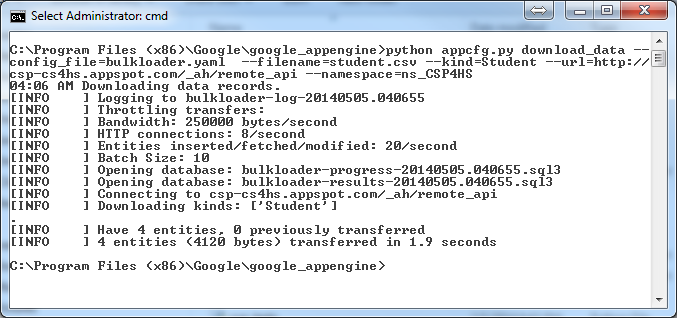 Select Administrator: cmd
C:\Program Files (x86)\Google\google_appengine>python appcfg.py download_data --
config_file=bulkloader.yaml  --filename=student.csv --kind=Student --url=http://
csp-cs4hs.appspot.com/_ah/remote_api --namespace=ns_CSP4HS
04:06 AM Downloading data records.
[INFO    ] Logging to bulkloader-log-20140505.040655
[INFO    ] Throttling transfers:
[INFO    ] Bandwidth: 250000 bytes/second
[INFO    ] HTTP connections: 8/second
[INFO    ] Entities inserted/fetched/modified: 20/second
[INFO    ] Batch Size: 10
[INFO    ] Opening database: bulkloader-progress-20140505.040655.sql3
[INFO    ] Opening database: bulkloader-results-20140505.040655.sql3
[INFO    ] Connecting to csp-cs4hs.appspot.com/_ah/remote_api
[INFO    ] Downloading kinds: ['Student']
.
[INFO    ] Have 4 entities, 0 previously transferred
[INFO    ] 4 entities (4120 bytes) transferred in 1.9 seconds
C:\Program Files (x86)\Google\google_appengine>